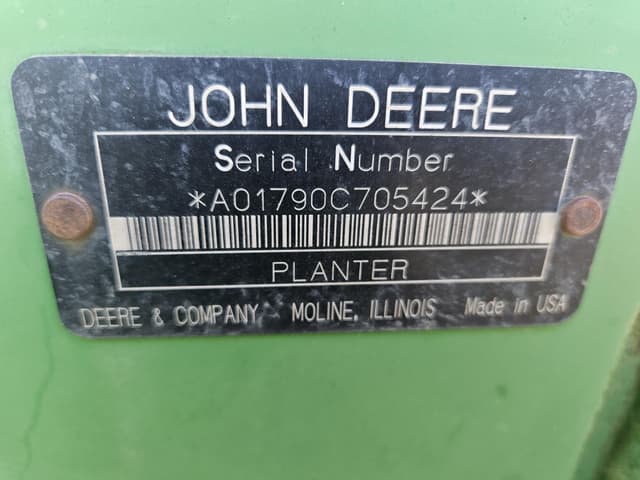 JOHN DEERE
Serial Number
*A01790C705424*
PLANTER
DEERE & COMPANY MOLINE, ILLINOIS Made in USA